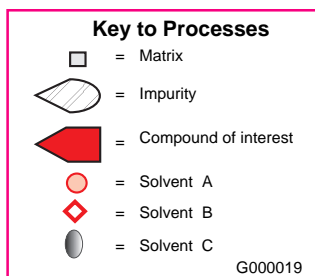 Key to Processes
= Matrix
= Impurity
= Compound of interest
= Solvent A
= Solvent B
= Solvent C
G000019